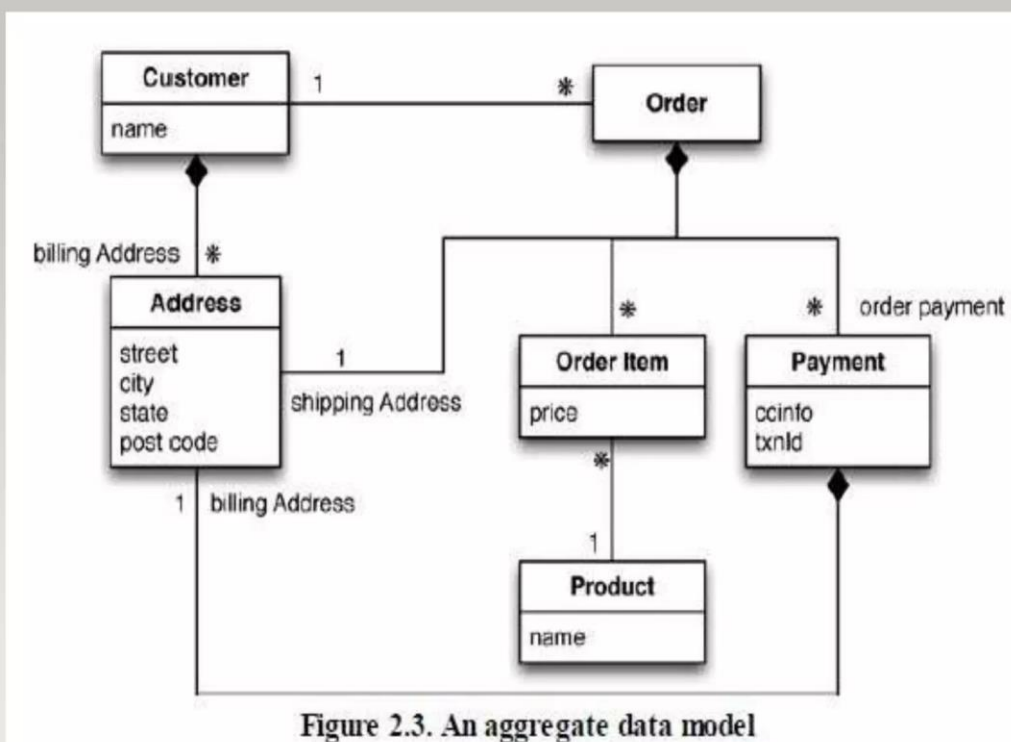 Customer
name
1
*
Order
billing Address
*
Address
street
city
state
post code
1
shipping Address
*
Order Item
price
*
order payment
Payment
ccinfo
txnId
*
1
Product
name
1
billing Address
Figure 2.3. An aggregate data model